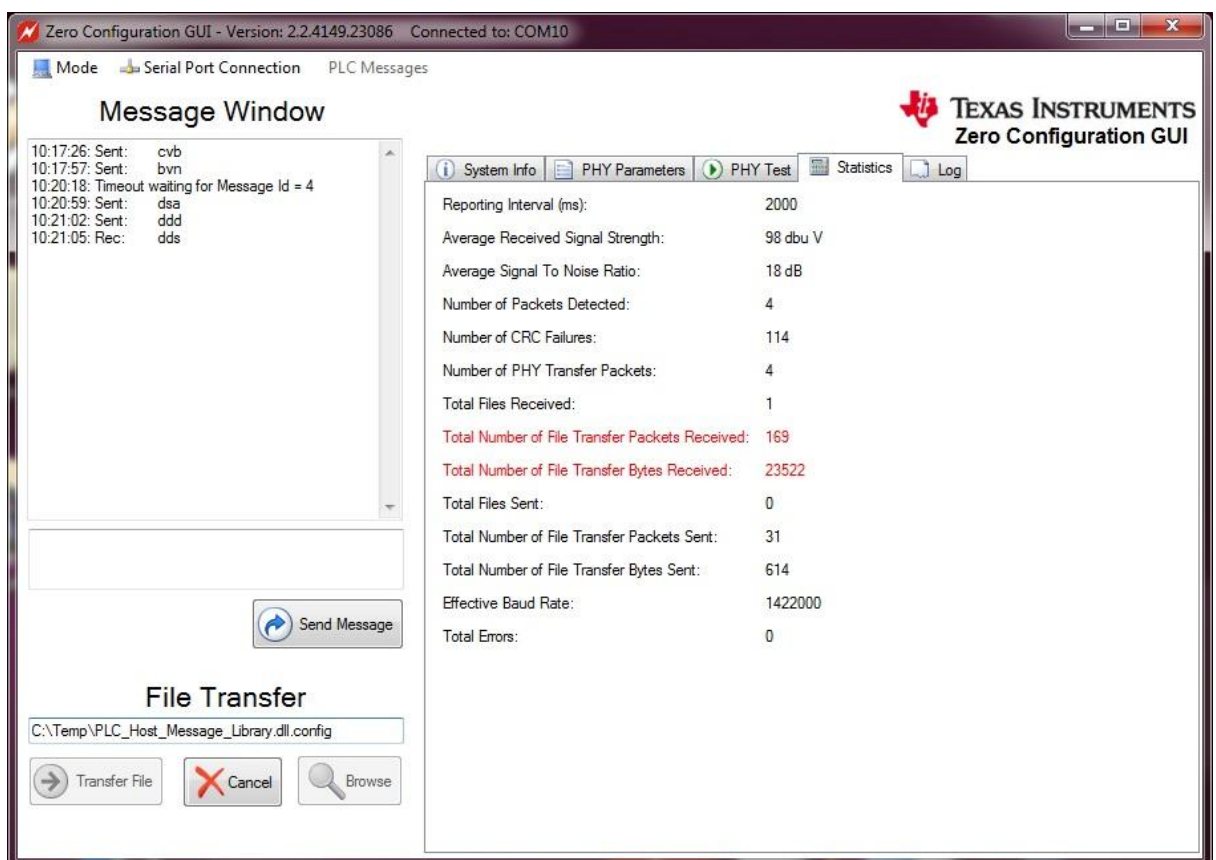 Zero Configuration GUI - Version: 2.2.4149.23086 Connected to: COM10
Mode Serial Port Connection PLC Messages
Message Window
10:17:26: Sent: cvb
10:17:57: Sent: bvn
10:20:18: Timeout waiting for Message Id = 4
10:20:59: Sent: dsa
10:21:02: Sent: ddd
10:21:05: Rec: dds
Send Message
File Transfer
C:\Temp\PLC_Host_Message_Library.dll.config
Transfer File Cancel Browse
TEXAS INSTRUMENTS
Zero Configuration GUI
System Info PHY Parameters PHY Test Statistics Log
Reporting Interval (ms): 2000
Average Received Signal Strength: 98 dbu V
Average Signal To Noise Ratio: 18 dB
Number of Packets Detected: 4
Number of CRC Failures: 114
Number of PHY Transfer Packets: 4
Total Files Received: 1
Total Number of File Transfer Packets Received: 169
Total Number of File Transfer Bytes Received: 23522
Total Files Sent: 0
Total Number of File Transfer Packets Sent: 31
Total Number of File Transfer Bytes Sent: 614
Effective Baud Rate: 1422000
Total Errors: 0